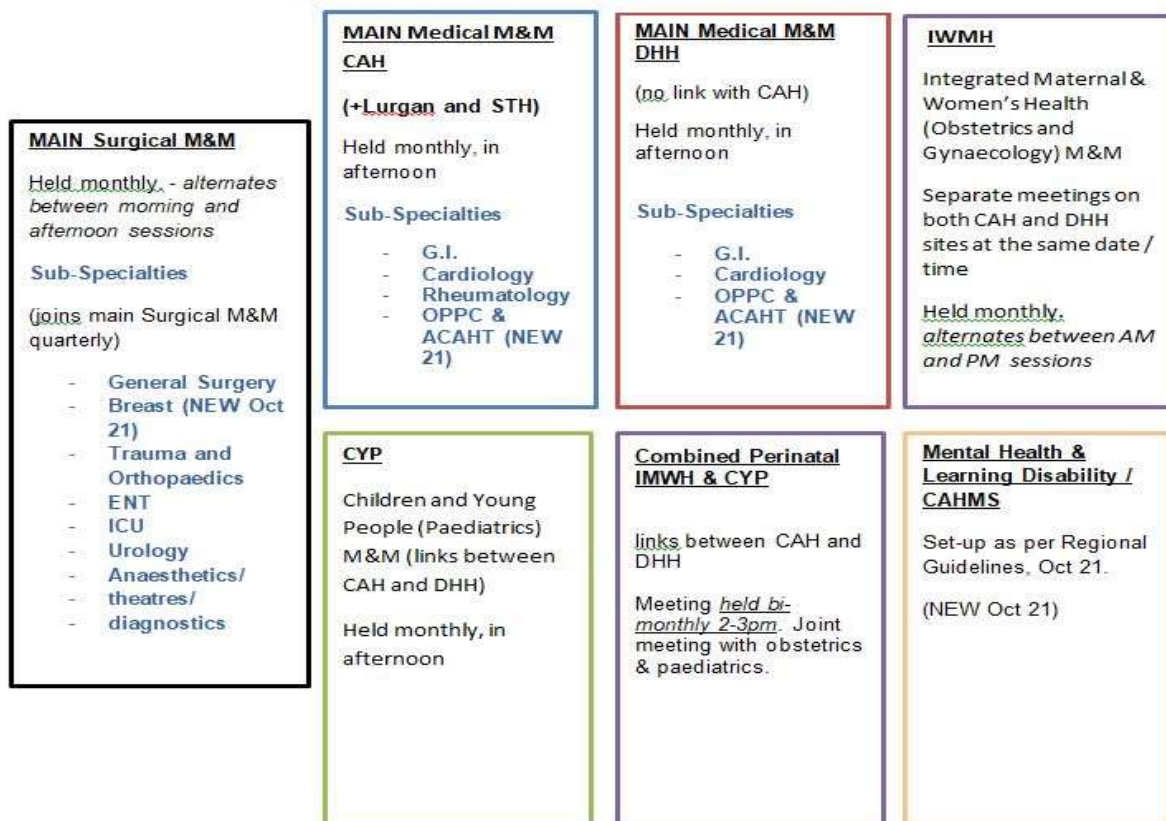 MAIN Surgical M&M
Held monthly, - alternates
between morning and
afternoon sessions
Sub-Specialties
(joins main Surgical M&M
quarterly)
- General Surgery
- Breast (NEW Oct
21)
- Trauma and
Orthopaedics
- ENT
- ICU
- Urology
- Anaesthetics/
- theatres/
- diagnostics
MAIN Medical M&M
CAH
(+Lurgan and STH)
Held monthly, in
afternoon
Sub-Specialties
- G.I.
- Cardiology
- Rheumatology
- OPPC &
ACAHT (NEW
21)
MAIN Medical M&M
DHH
(no link with CAH)
Held monthly, in
afternoon
Sub-Specialties
- G.I.
- Cardiology
- OPPC &
ACAHT (NEW
21)
IWMH
Integrated Maternal &
Women's Health
(Obstetrics and
Gynaecology) M&M
Separate meetings on
both CAH and DHH
sites at the same date /
time
Held monthly,
alternates between AM
and PM sessions
CYP
Children and Young
People (Paediatrics)
M&M (links between
CAH and DHH)
Held monthly, in
afternoon
Combined Perinatal
IMWH & CYP
links between CAH and
DHH
Meeting held bi-
monthly 2-3pm. Joint
meeting with obstetrics
& paediatrics.
Mental Health &
Learning Disability /
CAHMS
Set-up as per Regional
Guidelines, Oct 21.
(NEW Oct 21)